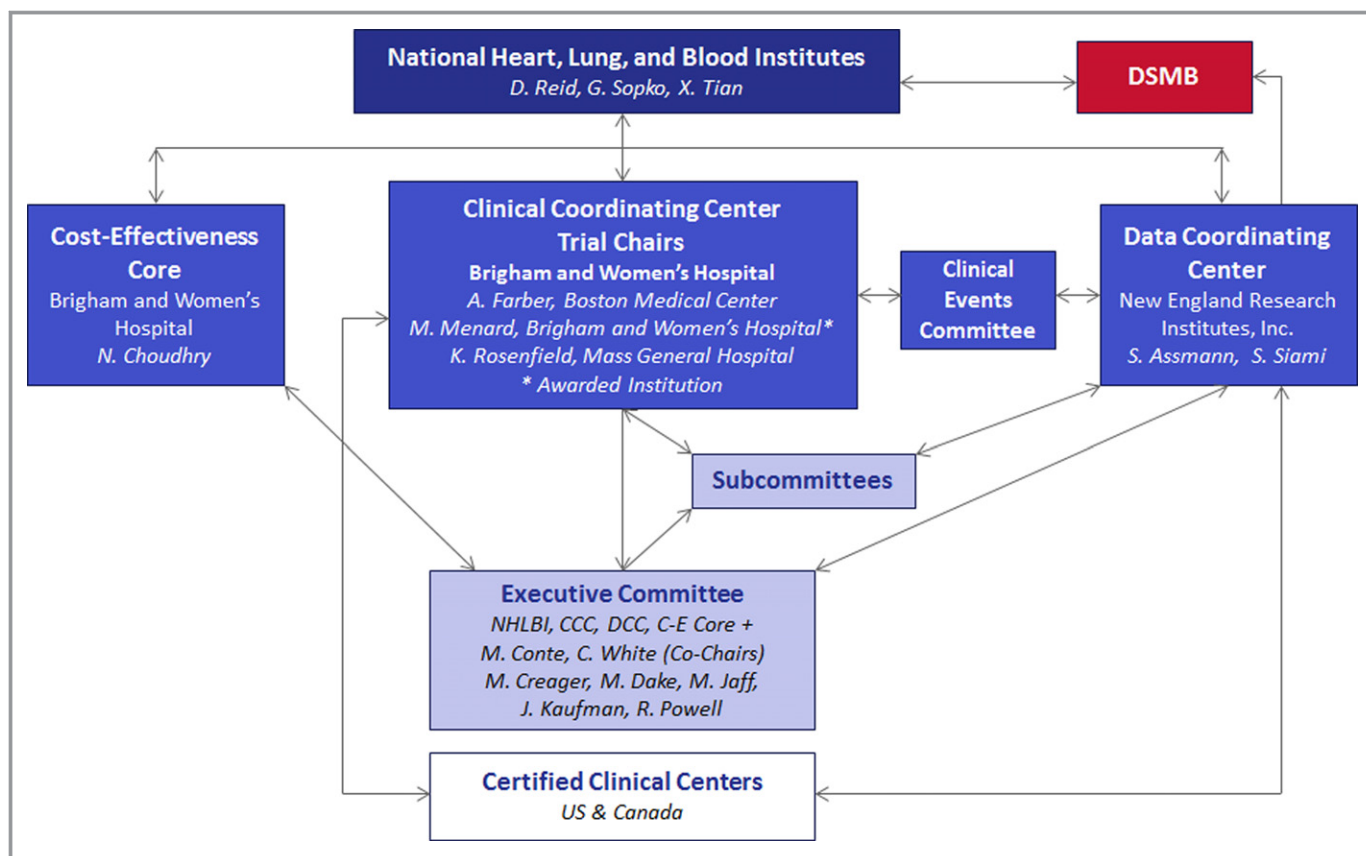 National Heart, Lung, and Blood Institutes
D. Reid, G. Sopko, X. Tian
DSMB
Cost-Effectiveness
Core
Brigham and Women's
Hospital
N. Choudhry
Clinical Coordinating Center
Trial Chairs
Brigham and Women's Hospital
A. Farber, Boston Medical Center
M. Menard, Brigham and Women's Hospital*
K. Rosenfield, Mass General Hospital
* Awarded Institution
Clinical
Events
Committee
Data Coordinating
Center
New England Research
Institutes, Inc.
S. Assmann, S. Siami
Subcommittees
Executive Committee
NHLBI, CCC, DCC, C-E Core +
M. Conte, C. White (Co-Chairs)
M. Creager, M. Dake, M. Jaff,
J. Kaufman, R. Powell
Certified Clinical Centers
US & Canada